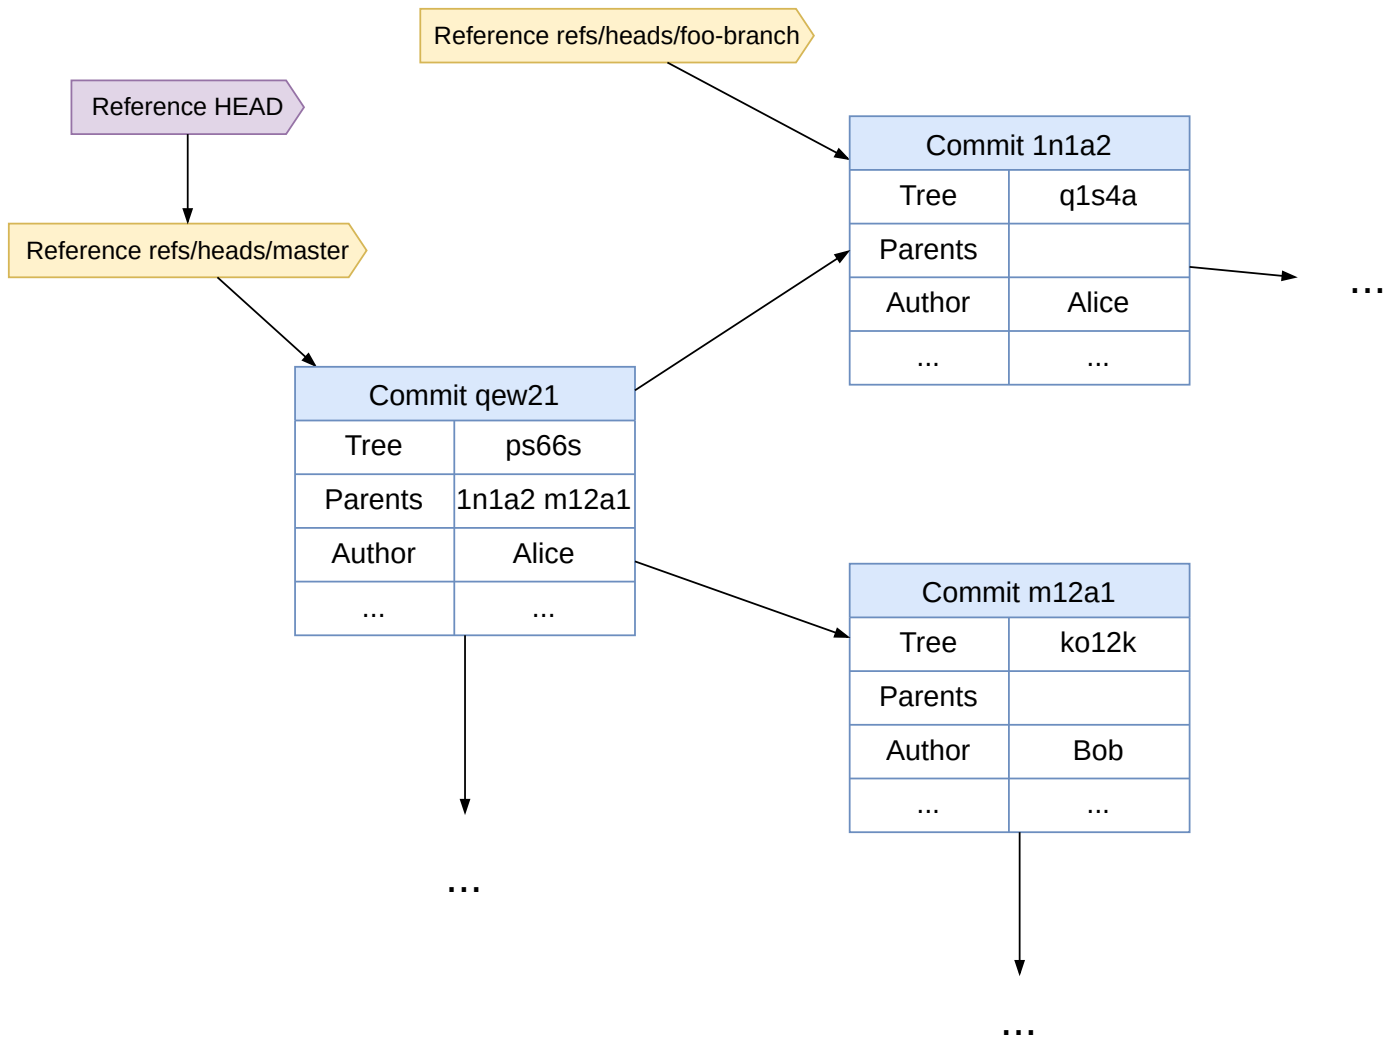 Reference refs/heads/foo-branch
Reference HEAD
Reference refs/heads/master
Commit 1n1a2
Tree q1s4a
Parents
Author Alice
... ...
...
Commit qew21
Tree ps66s
Parents 1n1a2 m12a1
Author Alice
... ...
...
Commit m12a1
Tree ko12k
Parents
Author Bob
... ...
...